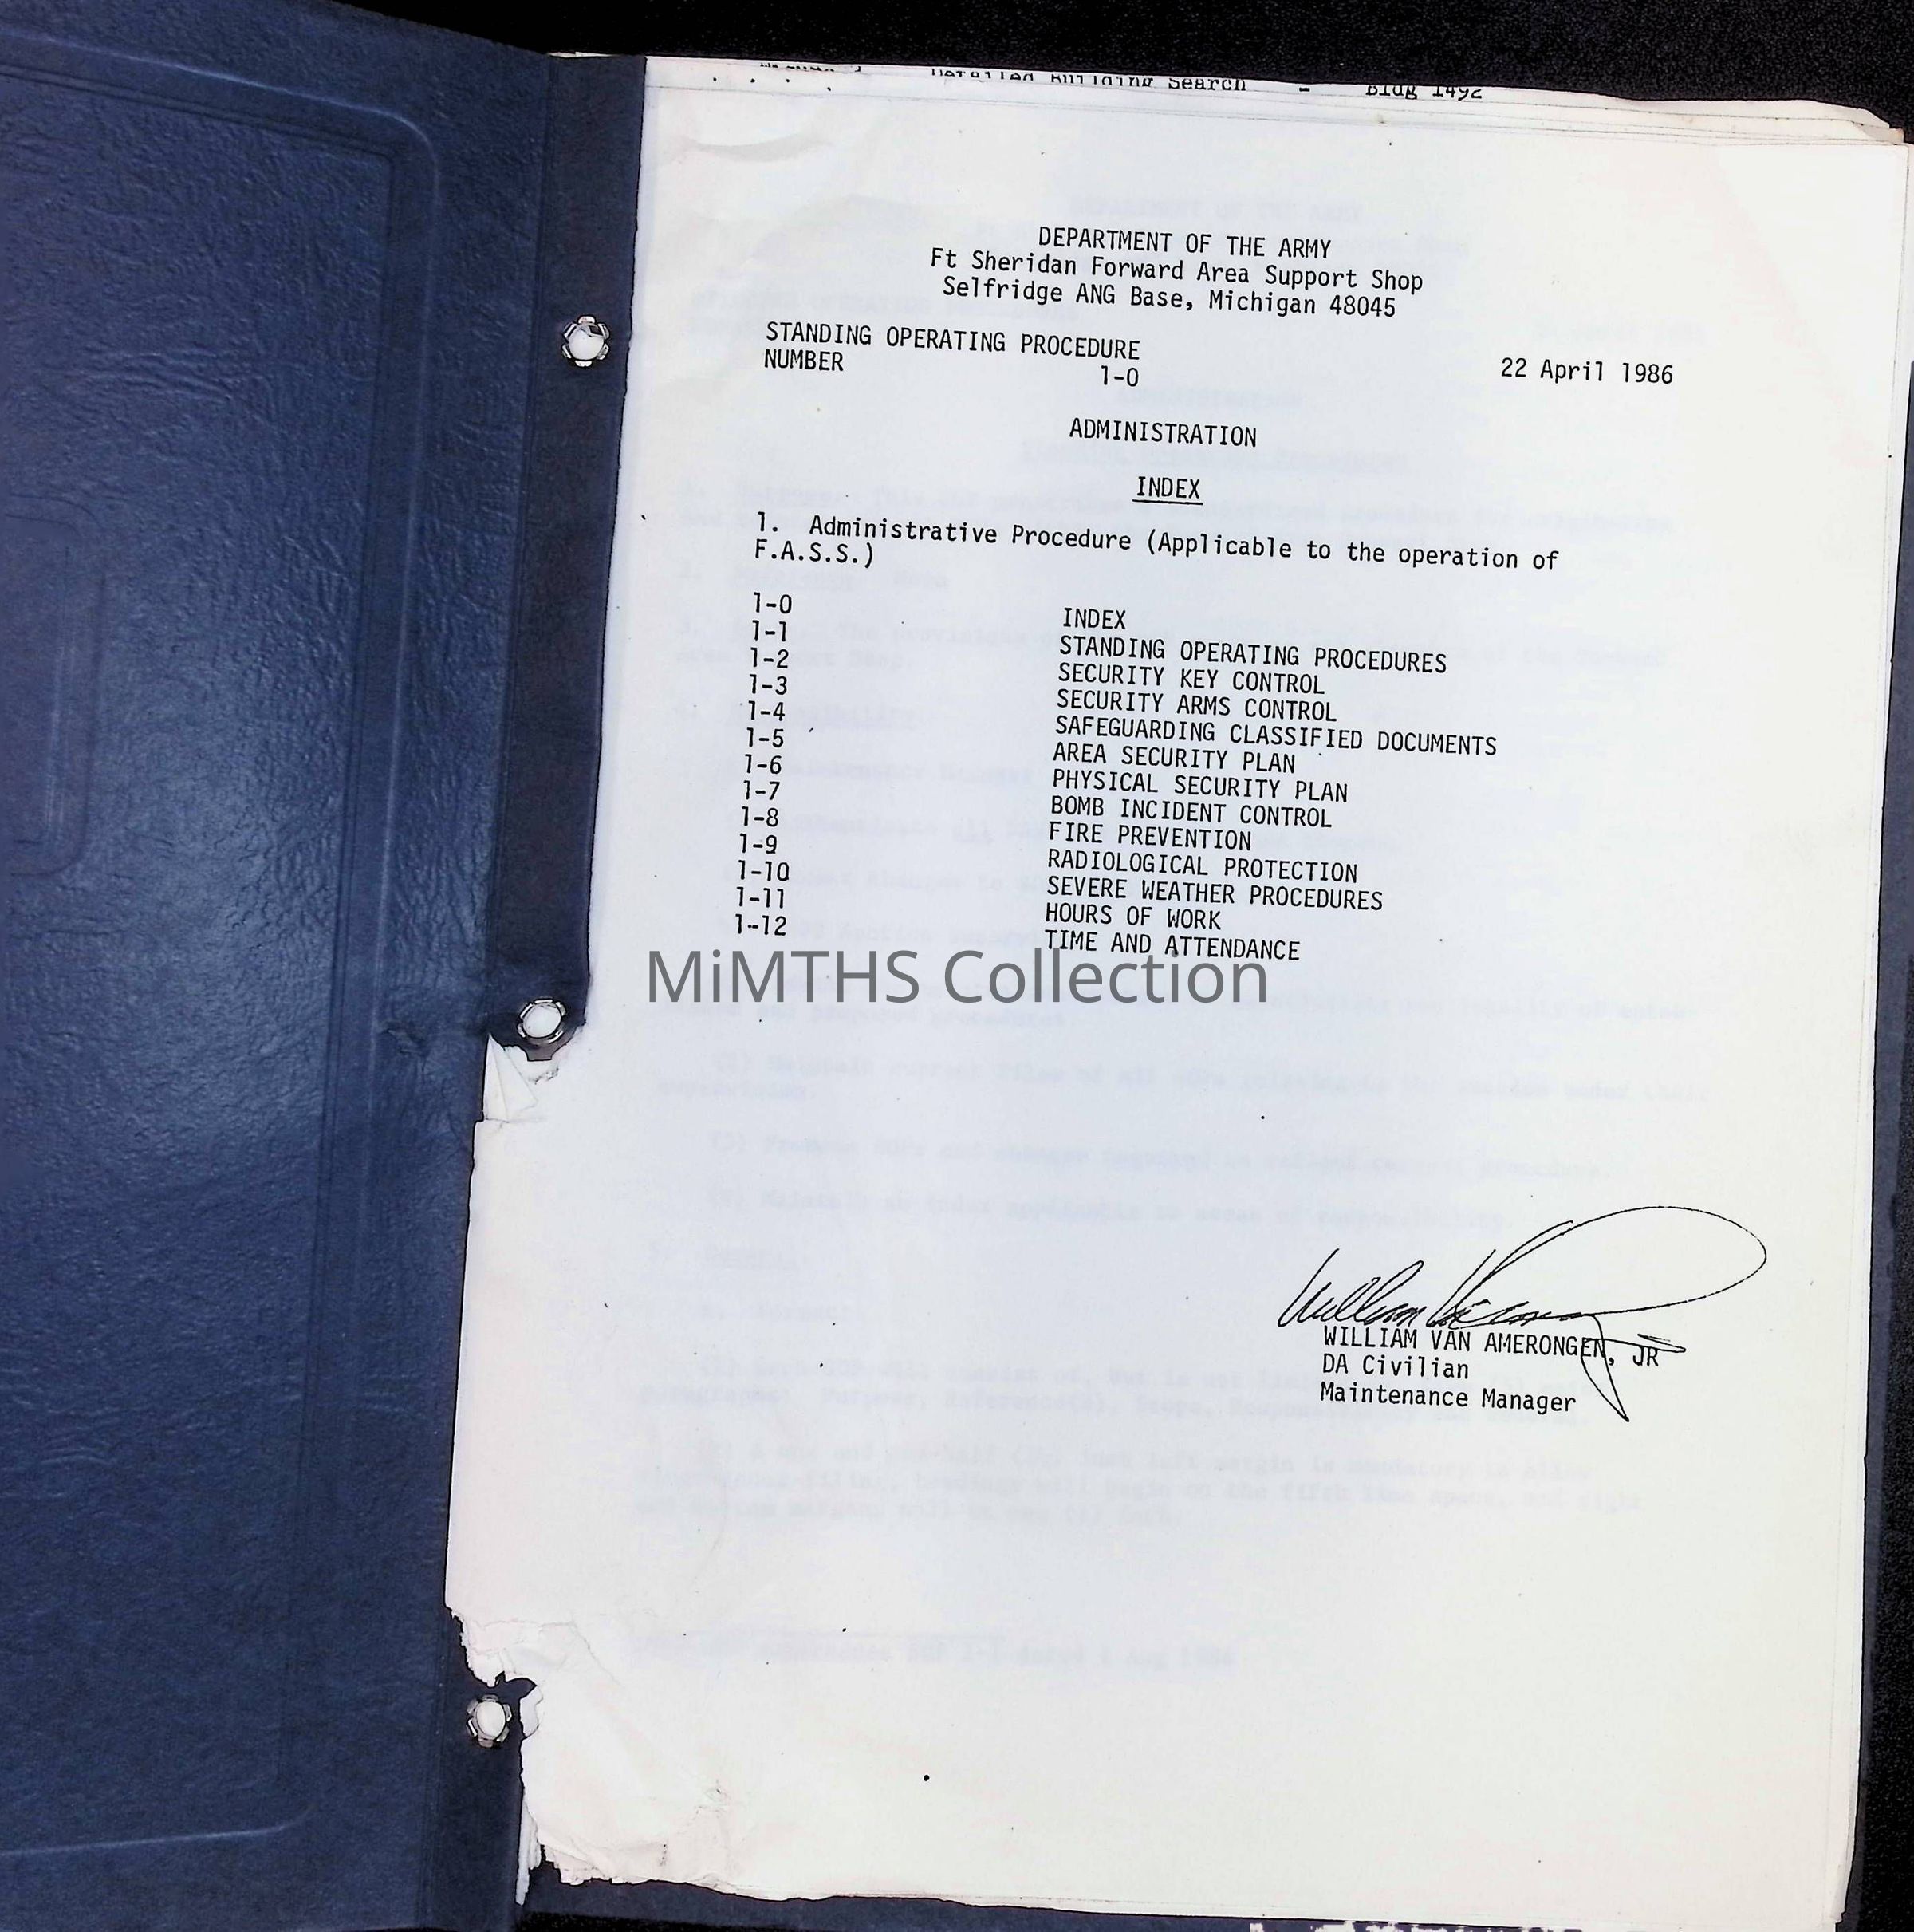 Detailed Building Search - Bldg 1492
DEPARTMENT OF THE ARMY
Ft Sheridan Forward Area Support Shop
Selfridge ANG Base, Michigan 48045
STANDING OPERATING PROCEDURE
NUMBER 1-0
22 April 1986
ADMINISTRATION
INDEX
1. Administrative Procedure (Applicable to the operation of
F.A.S.S.)
1-0 INDEX
1-1 STANDING OPERATING PROCEDURES
1-2 SECURITY KEY CONTROL
1-3 SECURITY ARMS CONTROL
1-4 SAFEGUARDING CLASSIFIED DOCUMENTS
1-5 AREA SECURITY PLAN
1-6 PHYSICAL SECURITY PLAN
1-7 BOMB INCIDENT CONTROL
1-8 FIRE PREVENTION
1-9 RADIOLOGICAL PROTECTION
1-10 SEVERE WEATHER PROCEDURES
1-11 HOURS OF WORK
1-12 TIME AND ATTENDANCE
MiMTHS Collection
WILLIAM VAN AMERONGEN, JR
DA Civilian
Maintenance Manager